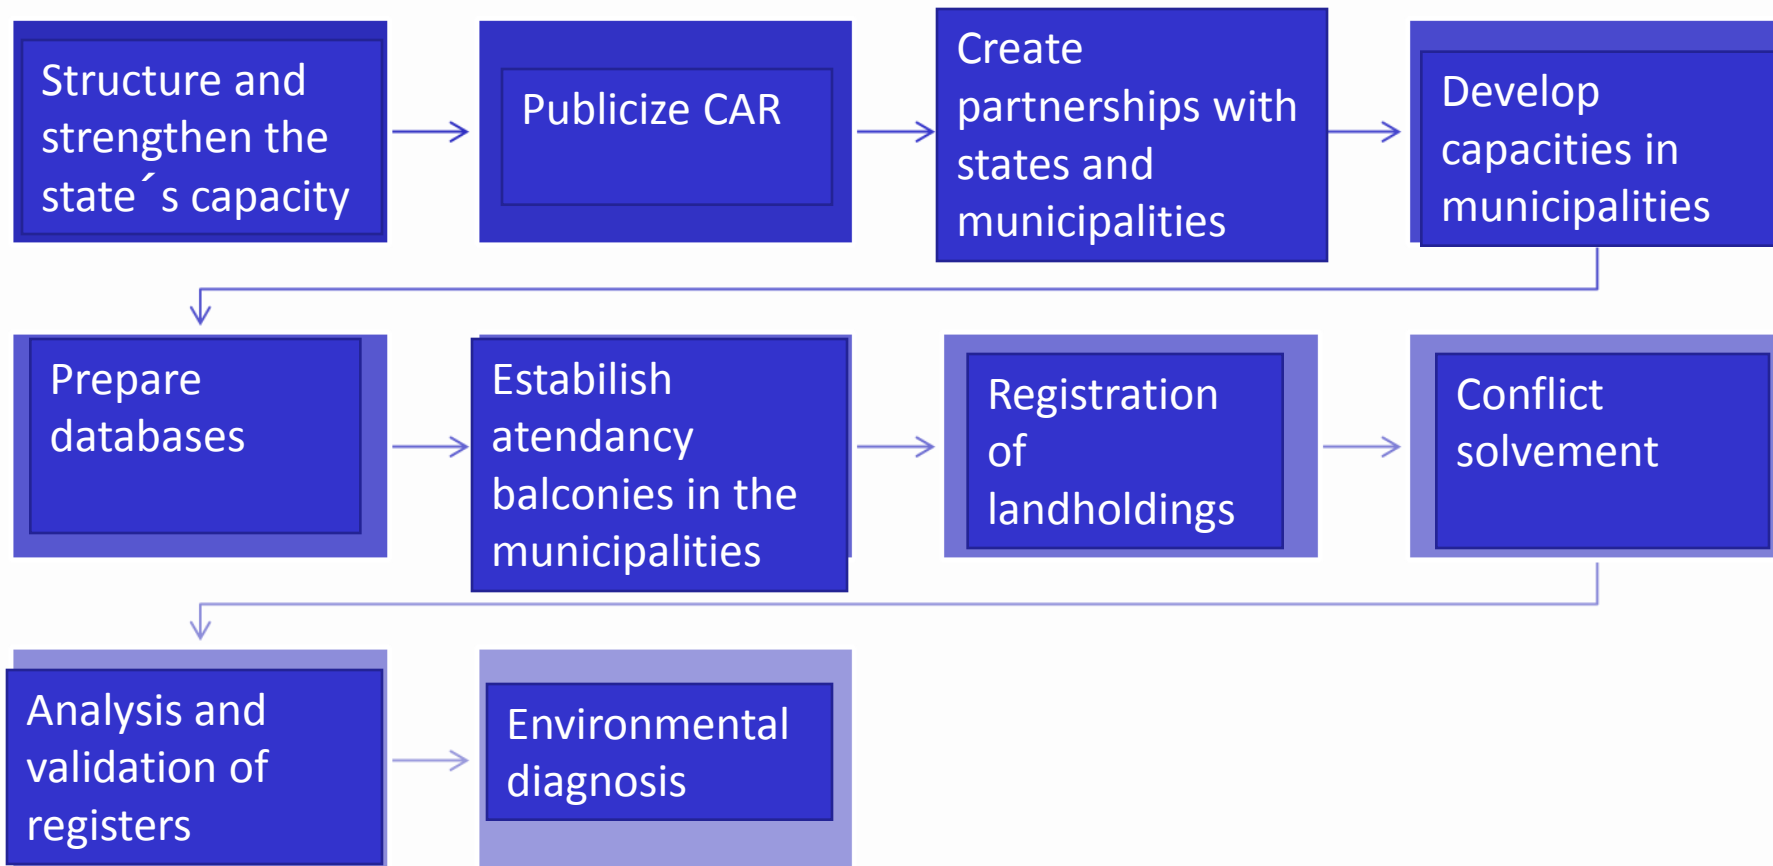 Structure and
strengthen the
state´s capacity
Publicize CAR
Create
partnerships with
states and
municipalities
Develop
capacities in
municipalities
Prepare
databases
Estabilish
atendancy
balconies in the
municipalities
Registration
of
landholdings
Conflict
solvement
Analysis and
validation of
registers
Environmental
diagnosis